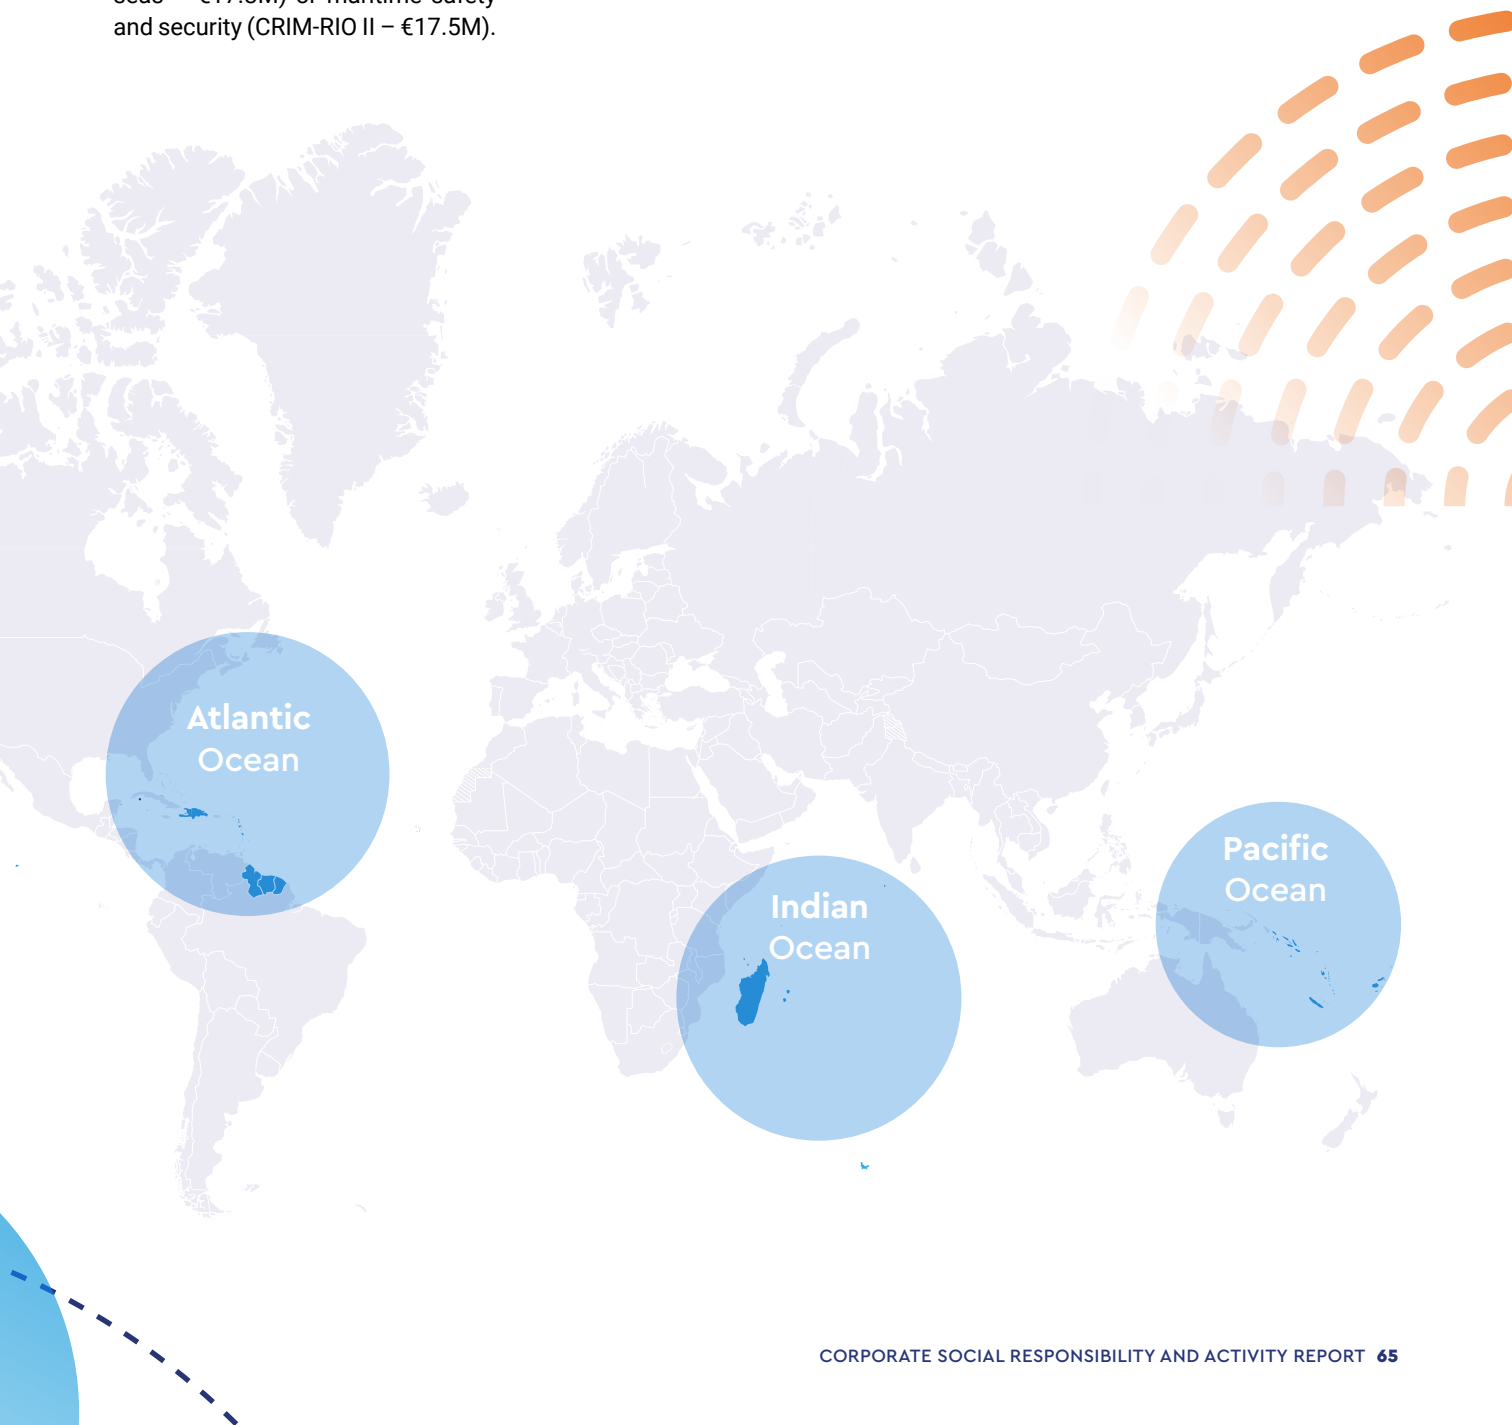 and security (CRIM-RIO II – €17.5M).
Atlantic
Ocean
Indian
Ocean
Pacific
Ocean
CORPORATE SOCIAL RESPONSIBILITY AND ACTIVITY REPORT 65